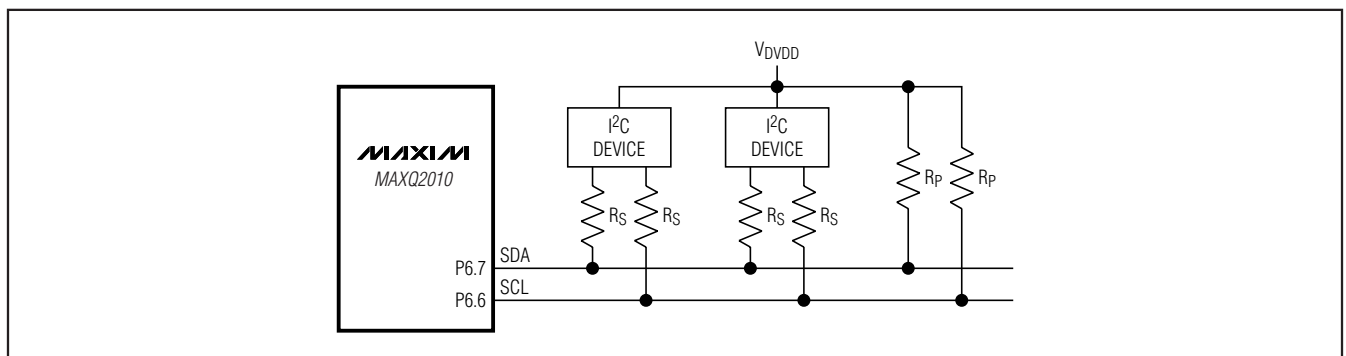 VDVDD
I2C
DEVICE
I2C
DEVICE
MAXIM
MAXQ2010
RS
RS
RS
RS
RP
RP
P6.7
SDA
P6.6
SCL